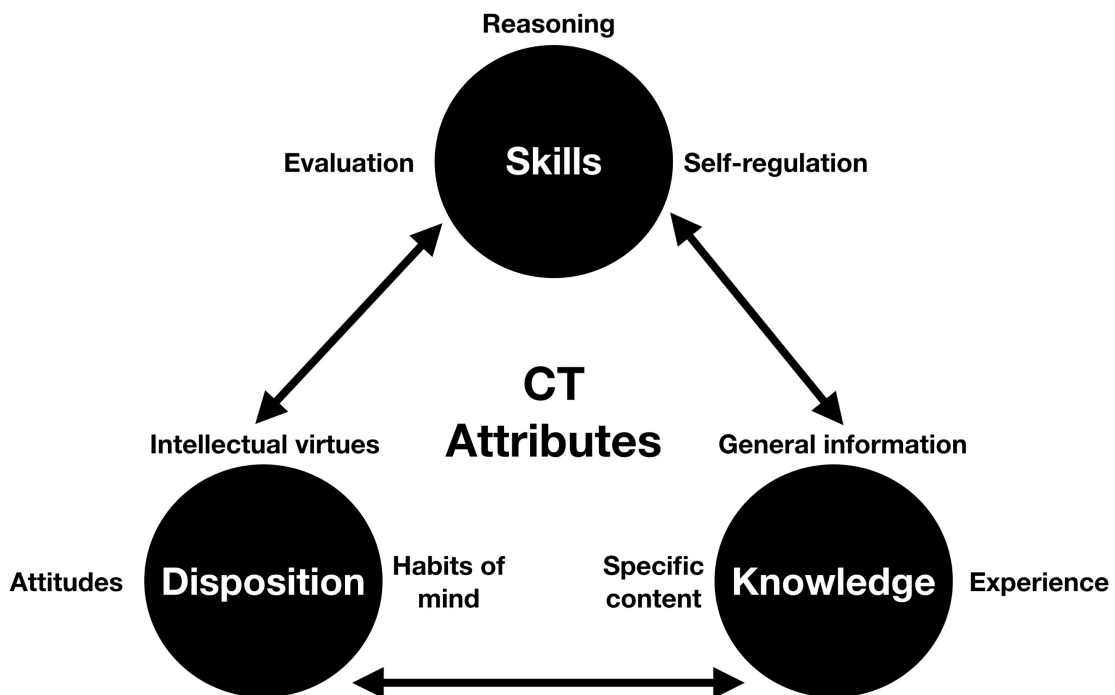 Reasoning
Evaluation
Skills
Self-regulation
CT
Attributes
Intellectual virtues
General information
Attitudes
Disposition
Habits of
mind
Specific
content
Knowledge
Experience